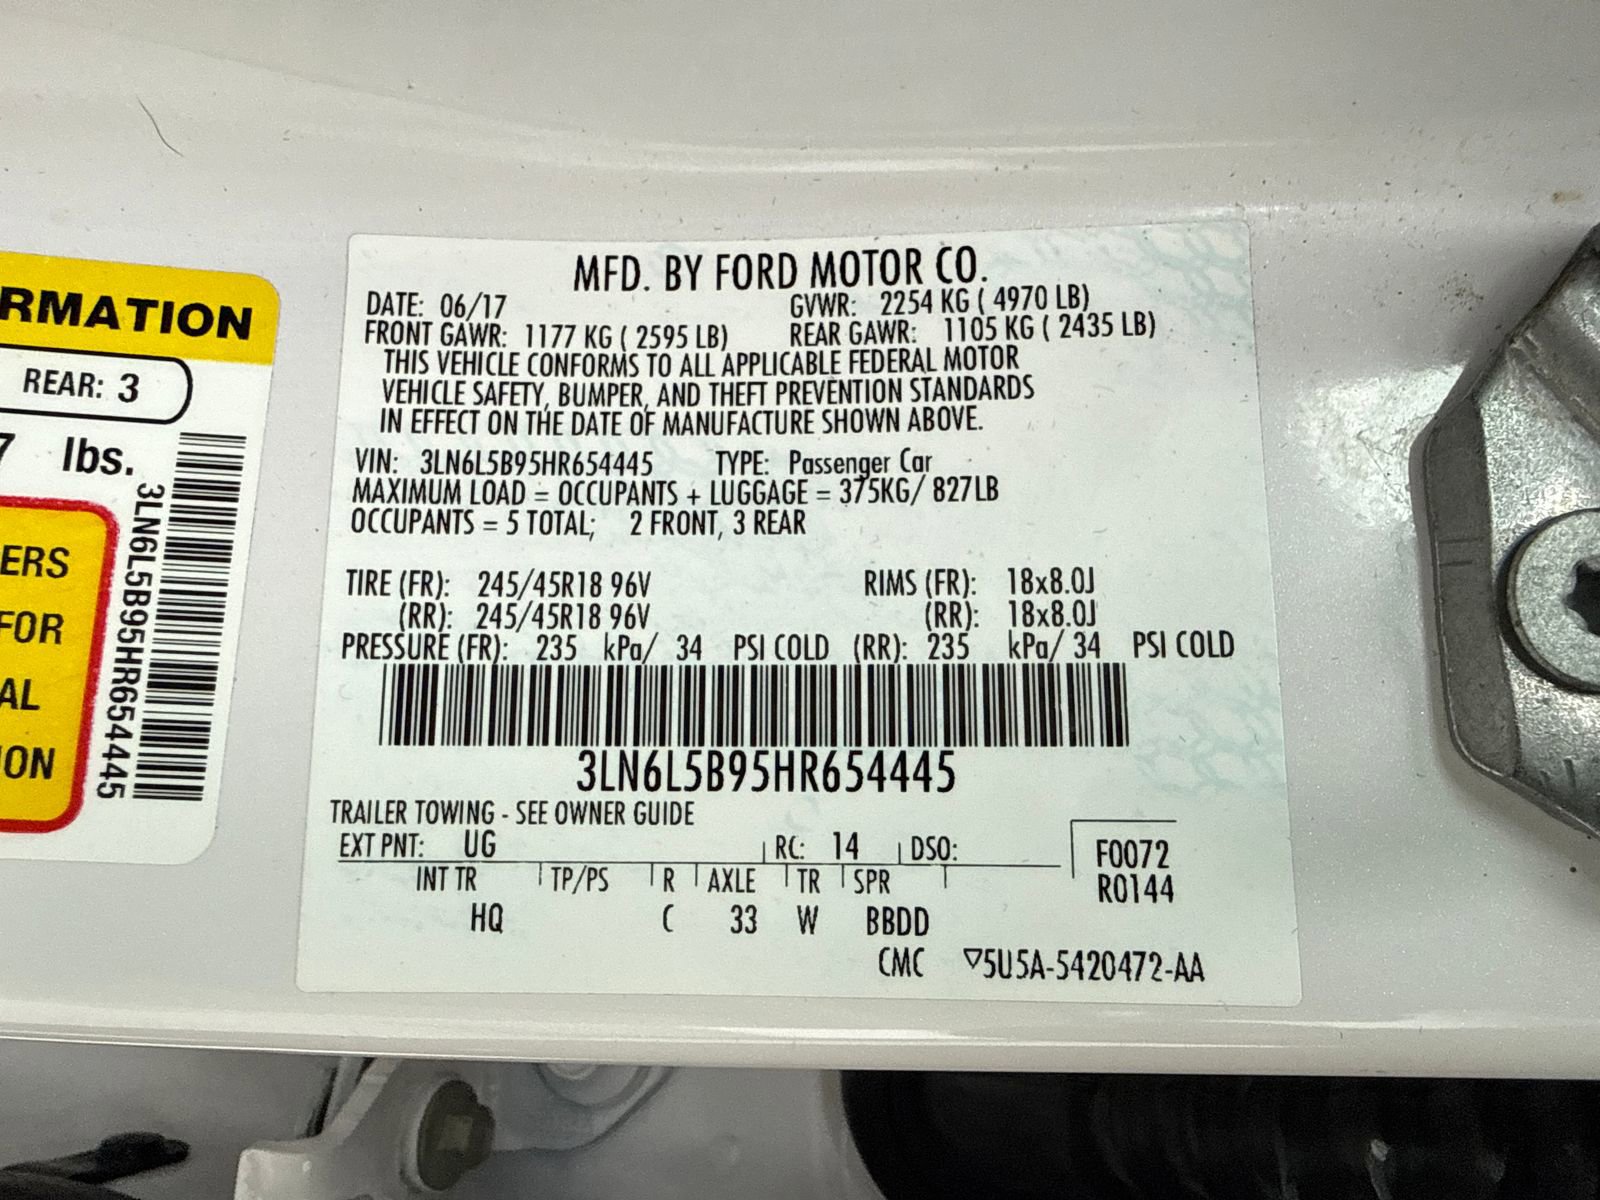 RMATION
REAR: 3
7 lbs.
3LN6L5B95HR654445
ERS
FOR
AL
ION
MFD. BY FORD MOTOR CO.
DATE: 06/17 GVWR: 2254 KG ( 4970 LB)
FRONT GAWR: 1177 KG ( 2595 LB) REAR GAWR: 1105 KG ( 2435 LB)
THIS VEHICLE CONFORMS TO ALL APPLICABLE FEDERAL MOTOR
VEHICLE SAFETY, BUMPER, AND THEFT PREVENTION STANDARDS
IN EFFECT ON THE DATE OF MANUFACTURE SHOWN ABOVE.
VIN: 3LN6L5B95HR654445 TYPE: Passenger Car
MAXIMUM LOAD = OCCUPANTS + LUGGAGE = 375KG/ 827LB
OCCUPANTS = 5 TOTAL; 2 FRONT, 3 REAR
TIRE (FR): 245/45R18 96V RIMS (FR): 18x8.0J
(RR): 245/45R18 96V (RR): 18x8.0J
PRESSURE (FR): 235 kPa/ 34 PSI COLD (RR): 235 kPa/ 34 PSI COLD
3LN6L5B95HR654445
TRAILER TOWING - SEE OWNER GUIDE
EXT PNT: UG RC: 14 DSO: F0072
INT TR TP/PS R AXLE TR SPR R0144
HQ C 33 W BBDD
CMC ▽5U5A-5420472-AA